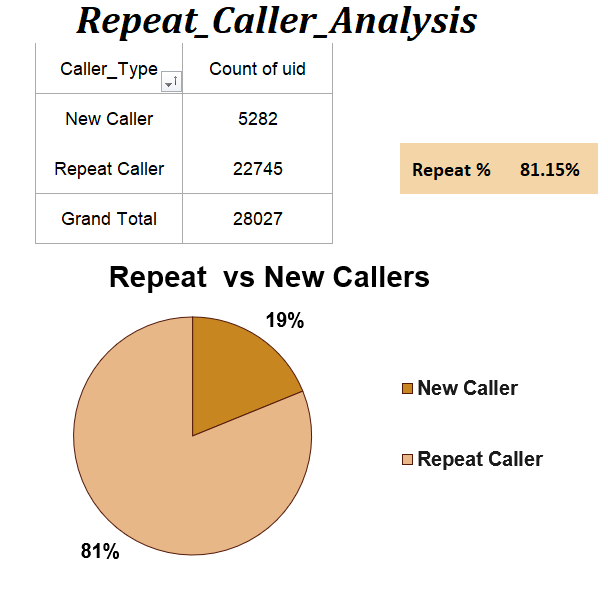 Repeat_Caller_Analysis
Caller_Type Count of uid
New Caller 5282
Repeat Caller 22745
Grand Total 28027
Repeat % 81.15%
Repeat vs New Callers
19%
New Caller
Repeat Caller
81%